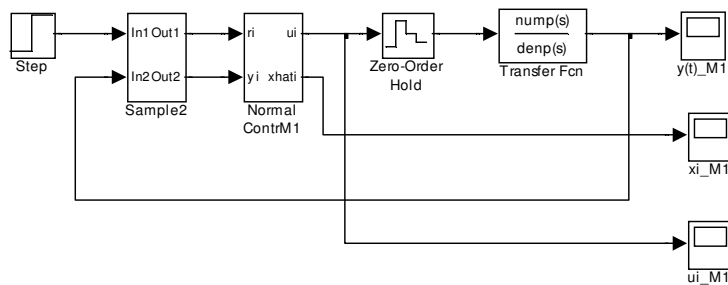 Step
In1 Out1
In2 Out2
Sample2
ri ui
yi xhati
Normal
ContrM1
Zero-Order
Hold
nump(s)
denp(s)
Transfer Fcn
y(t)_M1
xi_M1
ui_M1